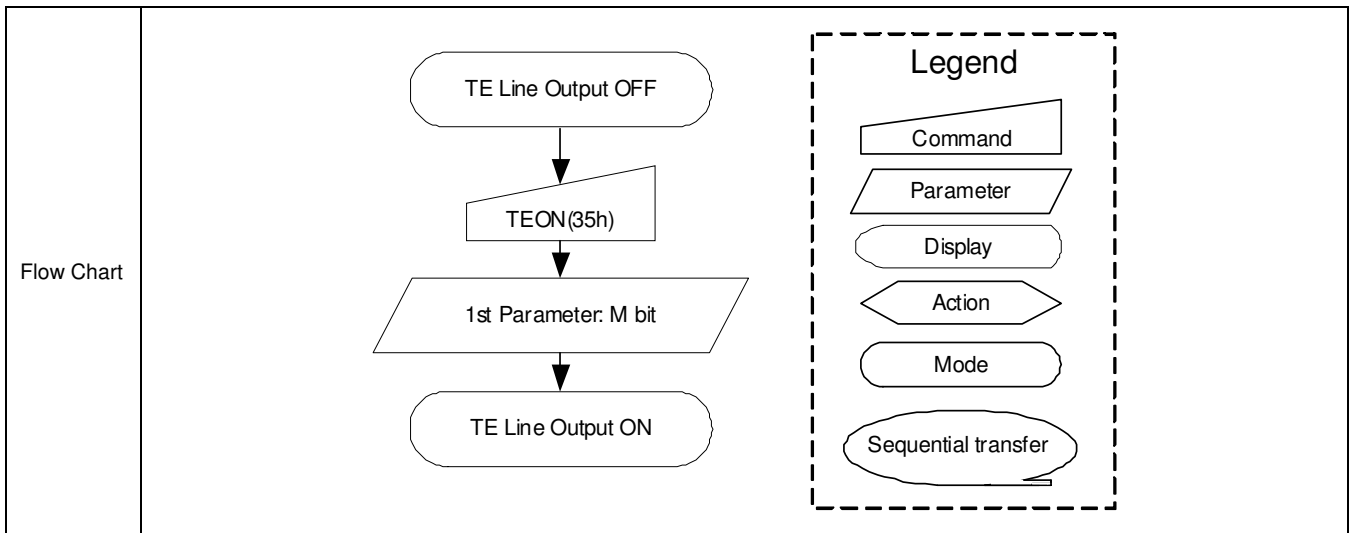 Flow Chart
TE Line Output OFF
TEON(35h)
1st Parameter: M bit
TE Line Output ON
Legend
Command
Parameter
Display
Action
Mode
Sequential transfer